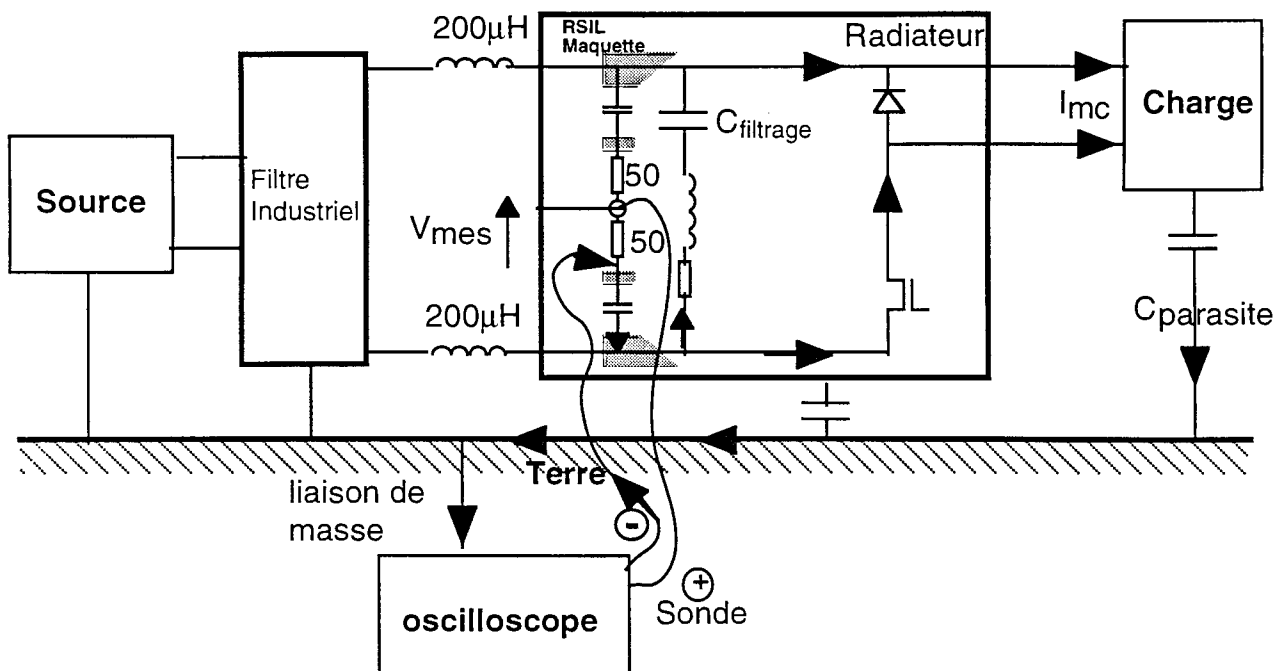 200μH
RSIL
Maquette
Radiateur
Source
Filtre
Industriel
Cfiltrage
Imc
Charge
50
Vmes
50
200μH
Cparasite
Terre
liaison de
masse
-
+
Sonde
oscilloscope